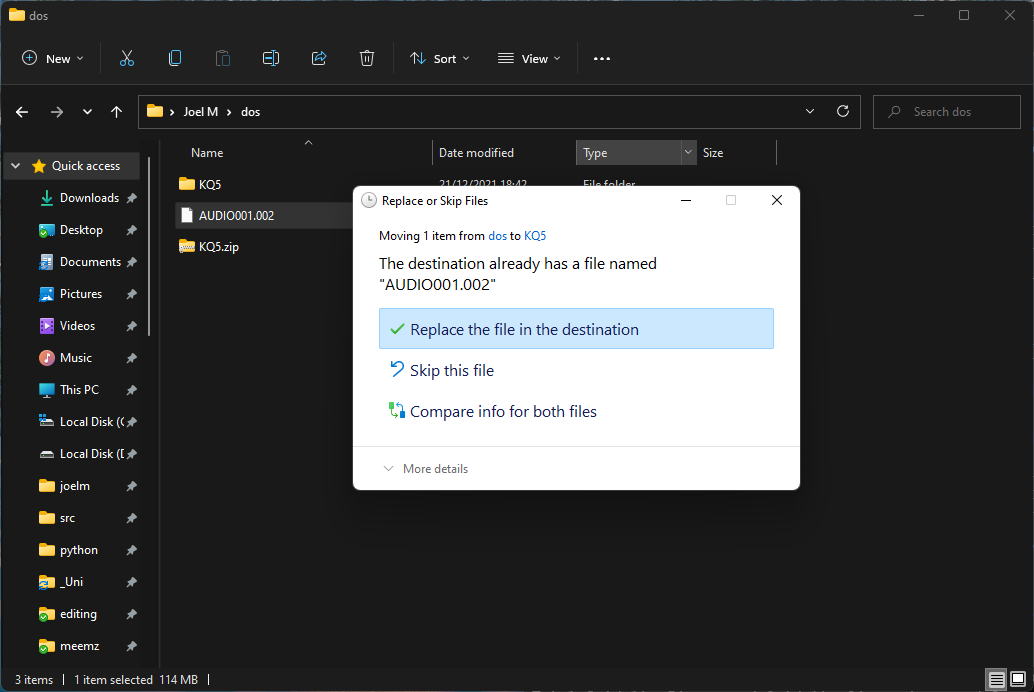 dos
New
Sort
View
Joel M
dos
Search dos
Name
Date modified
Type
Size
Quick access
Downloads
Desktop
Documents
Pictures
Videos
Music
This PC
Local Disk (C
Local Disk (D
joelm
src
python
_Uni
editing
meemz
KQ5
21/12/2021 18:42
File folder
AUDIO001.002
KQ5.zip
Replace or Skip Files
Moving 1 item from dos to KQ5
The destination already has a file named
"AUDIO001.002"
Replace the file in the destination
Skip this file
Compare info for both files
More details
3 items
1 item selected 114 MB